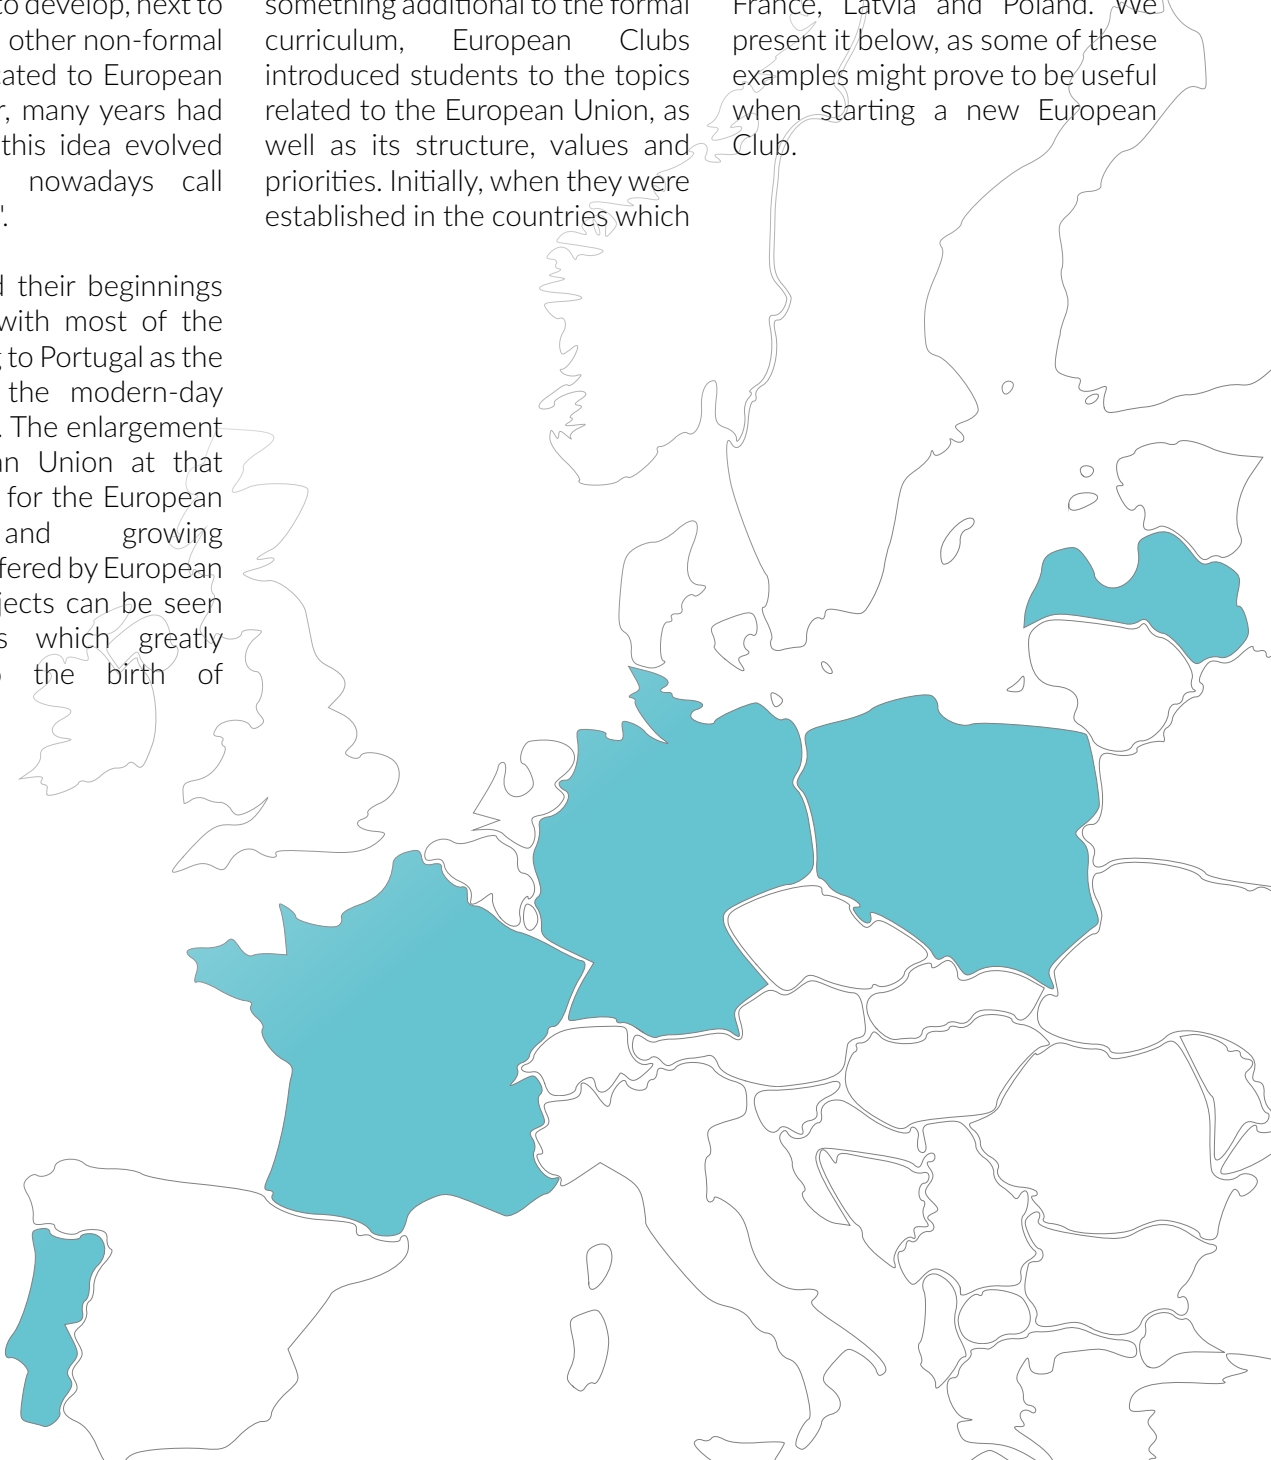 to develop, next to
other non-formal
cated to European
r, many years had
this idea evolved
nowadays call
".
d their beginnings
with most of the
g to Portugal as the
the modern-day
. The enlargement
an Union at that
for the European
and growing
ffered by European
ojects can be seen
s which greatly
o the birth of
something additional to the formal
curriculum, European Clubs
introduced students to the topics
related to the European Union, as
well as its structure, values and
priorities. Initially, when they were
established in the countries which
France, Latvia and Poland. We
present it below, as some of these
examples might prove to be useful
when starting a new European
Club.